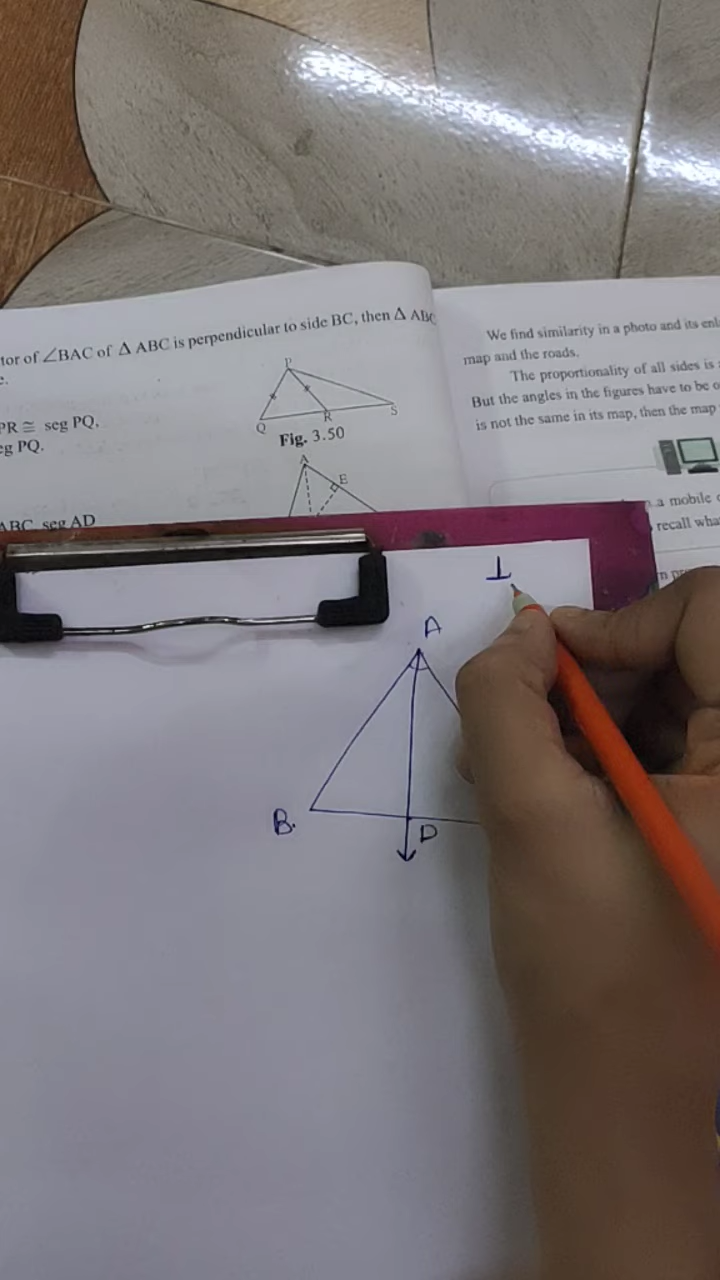 tor of ∠BAC of Δ ABC is perpendicular to side BC, then Δ ABC
e.
PR ≅ seg PQ.
eg PQ.
P
Q
R
S
Fig. 3.50
A
E
ABC, seg AD
We find similarity in a photo and its enl
map and the roads.
The proportionality of all sides is
But the angles in the figures have to be
is not the same in its map, then the map
a mobile
recall wha
n pr
⊥
A
B.
D